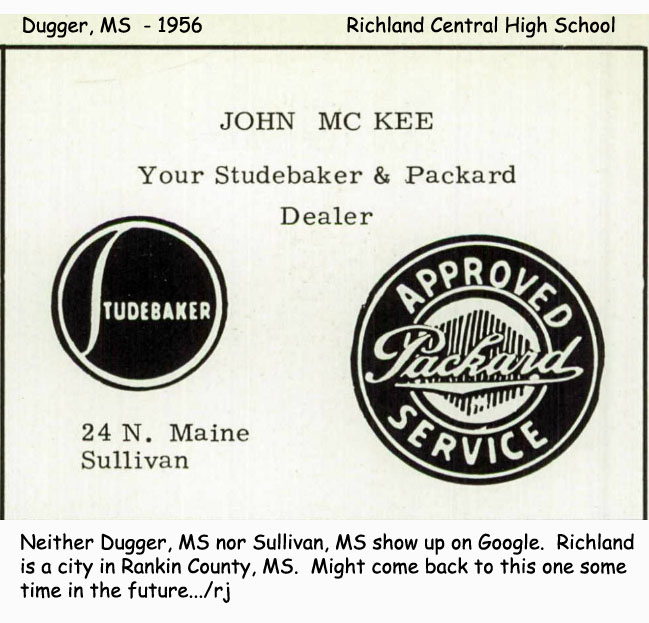 Dugger, MS - 1956
Richland Central High School
JOHN MC KEE
Your Studebaker & Packard
Dealer
STUDEBAKER
APPROVED
Packard
SERVICE
24 N. Maine
Sullivan
Neither Dugger, MS nor Sullivan, MS show up on Google. Richland
is a city in Rankin County, MS. Might come back to this one some
time in the future.../rj